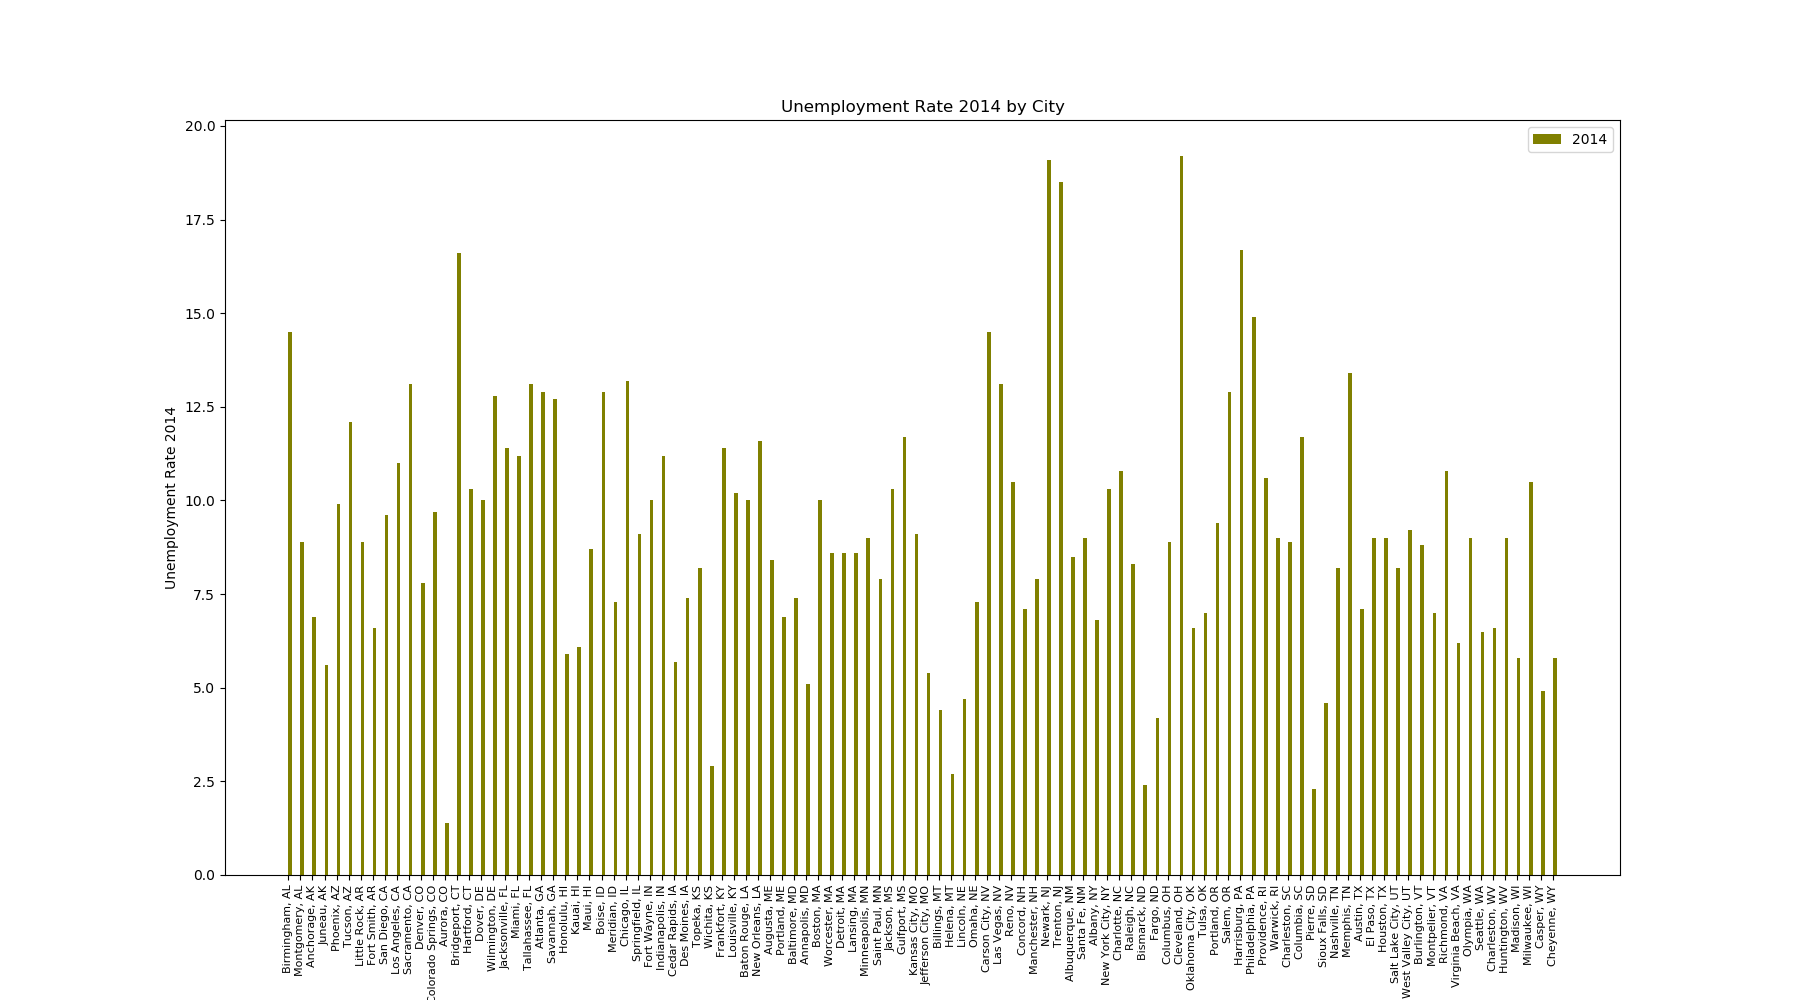 Unemployment Rate 2014 by City
2014
Unemployment Rate 2014
20.0
17.5
15.0
12.5
10.0
7.5
5.0
2.5
0.0
Birmingham, AL
Montgomery, AL
Anchorage, AK
Juneau, AK
Phoenix, AZ
Tucson, AZ
Little Rock, AR
Fort Smith, AR
San Diego, CA
Los Angeles, CA
Sacramento, CA
Denver, CO
Colorado Springs, CO
Aurora, CO
Bridgeport, CT
Hartford, CT
Dover, DE
Wilmington, DE
Jacksonville, FL
Miami, FL
Tallahassee, FL
Atlanta, GA
Savannah, GA
Honolulu, HI
Kauai, HI
Maui, HI
Boise, ID
Meridian, ID
Chicago, IL
Springfield, IL
Fort Wayne, IN
Indianapolis, IN
Cedar Rapids, IA
Des Moines, IA
Topeka, KS
Wichita, KS
Frankfort, KY
Louisville, KY
Baton Rouge, LA
New Orleans, LA
Augusta, ME
Portland, ME
Baltimore, MD
Annapolis, MD
Boston, MA
Worcester, MA
Detroit, MA
Lansing, MA
Minneapolis, MN
Saint Paul, MN
Jackson, MS
Gulfport, MS
Kansas City, MO
Jefferson City, MO
Billings, MT
Helena, MT
Lincoln, NE
Omaha, NE
Carson City, NV
Las Vegas, NV
Reno, NV
Concord, NH
Manchester, NH
Newark, NJ
Trenton, NJ
Albuquerque, NM
Santa Fe, NM
Albany, NY
New York City, NY
Charlotte, NC
Raleigh, NC
Bismarck, ND
Fargo, ND
Columbus, OH
Cleveland, OH
Oklahoma City, OK
Tulsa, OK
Portland, OR
Salem, OR
Harrisburg, PA
Philadelphia, PA
Providence, RI
Warwick, RI
Charleston, SC
Columbia, SC
Pierre, SD
Sioux Falls, SD
Nashville, TN
Memphis, TN
Austin, TX
El Paso, TX
Houston, TX
Salt Lake City, UT
West Valley City, UT
Burlington, VT
Montpelier, VT
Richmond, VA
Virginia Beach, VA
Olympia, WA
Seattle, WA
Charleston, WV
Huntington, WV
Madison, WI
Milwaukee, WI
Casper, WY
Cheyenne, WY